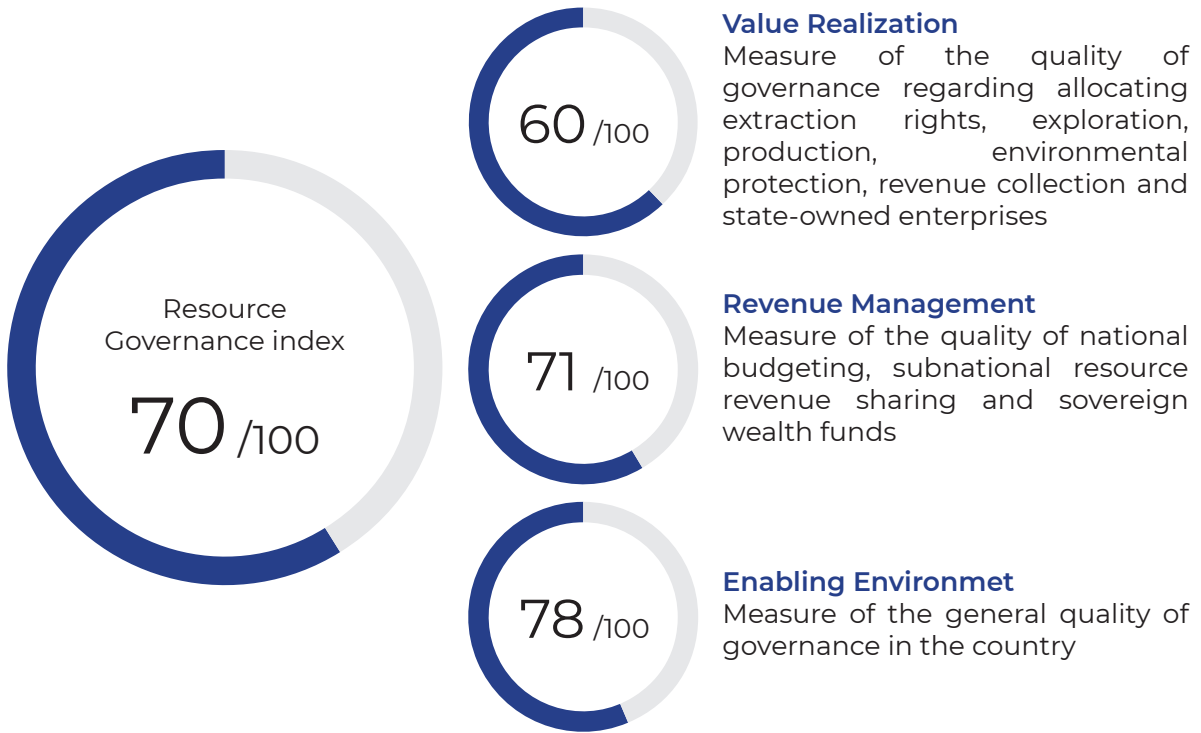 Resource
Governance index
70 /100
60 /100
Value Realization
Measure of the quality of
governance regarding allocating
extraction rights, exploration,
production, environmental
protection, revenue collection and
state-owned enterprises
71 /100
Revenue Management
Measure of the quality of national
budgeting, subnational resource
revenue sharing and sovereign
wealth funds
78 /100
Enabling Environmet
Measure of the general quality of
governance in the country